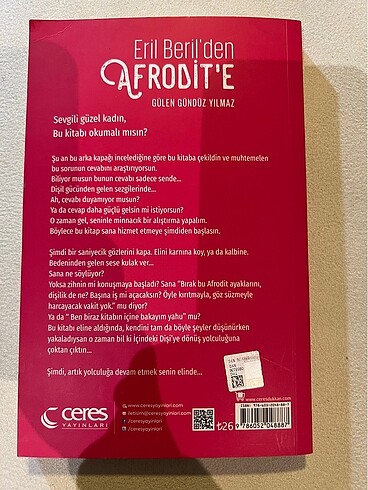 Eril Beril'den
AFRODİT'E
GÜLEN GÜNDÜZ YILMAZ
Sevgili güzel kadın,
Bu kitabı okumalı mısın?
Şu an bu arka kapağı incelediğine göre bu kitaba çekildin ve muhtemelen
bu sorunun cevabını araştırıyorsun.
Biliyor musun bunun cevabı sadece sende...
Dişil gücünden gelen sezgilerinde...
Ah, cevabı duyamıyor musun?
Ya da cevap daha güçlü gelsin mi istiyorsun?
O zaman gel, seninle minnacık bir alıştırma yapalım.
Böylece bu kitap sana hizmet etmeye şimdiden başlasın.
Şimdi bir saniyecik gözlerini kapa. Elini karnına koy, ya da kalbine.
Bedeninden gelen sese kulak ver...
Sana ne söylüyor?
Yoksa zihnin mi konuşmaya başladı? Sana "Bırak bu Afrodit ayaklarını,
dişilik de ne? Başına iş mi açacaksın? Öyle kırıtmayla, göz süzmeyle
harcayacak vakit yok." mu diyor?
Ya da " Ben biraz kitabın içine bakayım yahu" mu?
Bu kitabı eline aldığında, kendini tam da böyle şeyler düşünürken
yakaladıysan o zaman bil ki İçindeki Dişi'ye dönüş yolculuğuna
çoktan çıktın...
Şimdi, artık yolculuğa devam etmek senin elinde...
ceres
YAYINLARI
www.ceresyayinlari.com
iletisim@ceresyayinlari.com
/ceresyayinlari
/ceresyayinlari
₺26
9 786052 048887
www.ceresdukkan.com